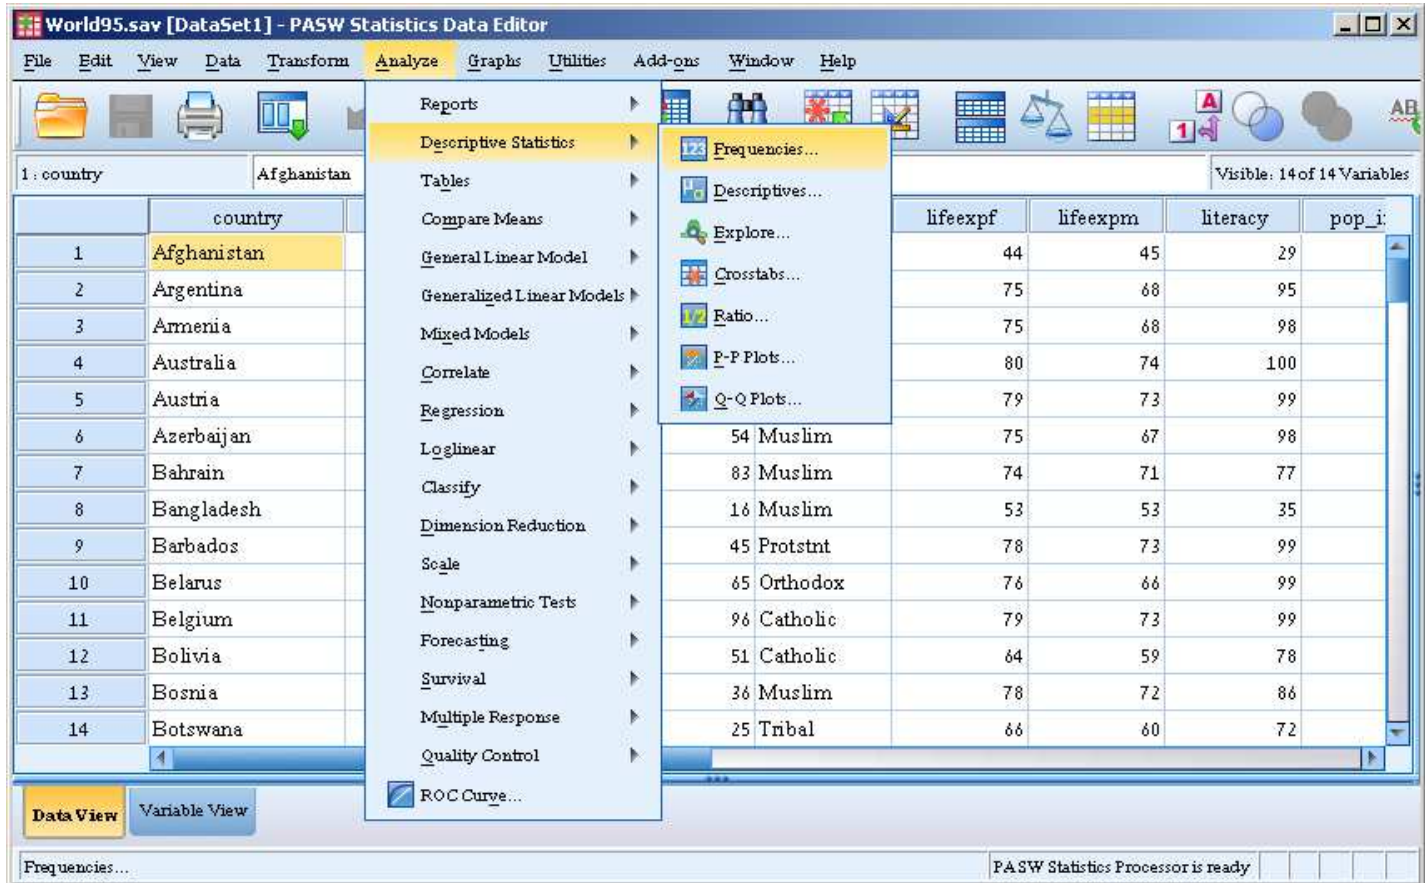 World95.sav [DataSet1] - PASW Statistics Data Editor
File Edit View Data Transform Analyze Graphs Utilities Add-ons Window Help
1 : country Afghanistan Visible: 14 of 14 Variables
Reports
Descriptive Statistics
Tables
Compare Means
General Linear Model
Generalized Linear Models
Mixed Models
Correlate
Regression
Loglinear
Classify
Dimension Reduction
Scale
Nonparametric Tests
Forecasting
Survival
Multiple Response
Quality Control
ROC Curve...
123 Frequencies...
Descriptives...
Explore...
Crosstabs...
1/2 Ratio...
P-P Plots...
Q-Q Plots...
A
1
AB
country lifeexpf lifeexpm literacy pop_i
1 Afghanistan 44 45 29
2 Argentina 75 68 95
3 Armenia 75 68 98
4 Australia 80 74 100
5 Austria 79 73 99
6 Azerbaijan 54 Muslim 75 67 98
7 Bahrain 83 Muslim 74 71 77
8 Bangladesh 16 Muslim 53 53 35
9 Barbados 45 Protstnt 78 73 99
10 Belarus 65 Orthodox 76 66 99
11 Belgium 96 Catholic 79 73 99
12 Bolivia 51 Catholic 64 59 78
13 Bosnia 36 Muslim 78 72 86
14 Botswana 25 Tribal 66 60 72
Data View Variable View
Frequencies... PASW Statistics Processor is ready